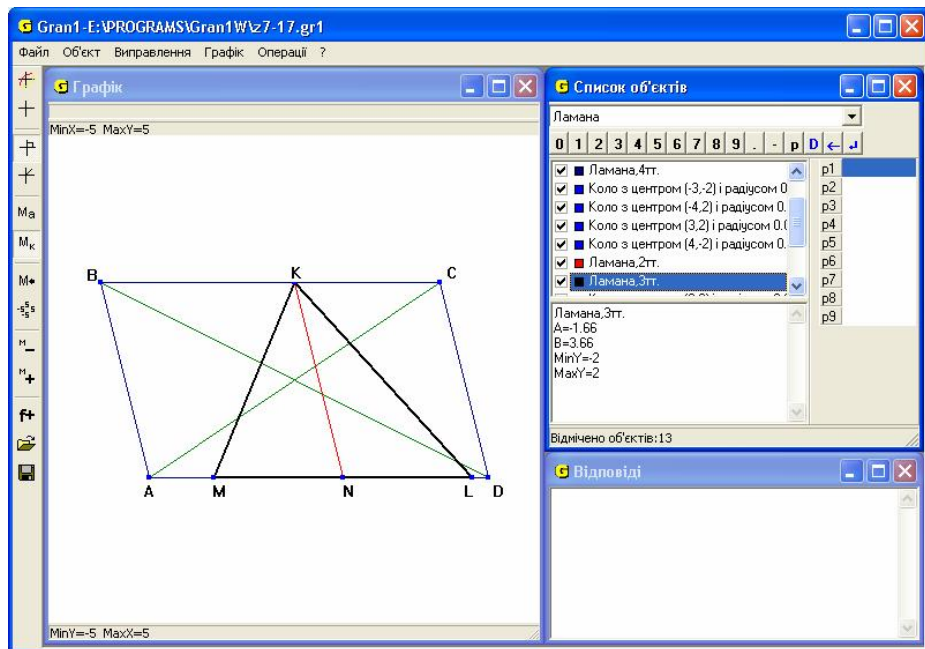 Gran1-E:\PROGRAMS\Gran1W\z7-17.gr1
Файл Об'єкт Виправлення Графік Операції ?
Графік
MinX=-5 MaxY=5
B K C
A M N L D
MinY=-5 MaxX=5
Список об'єктів
Ламана
0 1 2 3 4 5 6 7 8 9 . - p D
Ламана,4тт.
Коло з центром (-3,-2) і радіусом 0
Коло з центром (-4,2) і радіусом 0.
Коло з центром (3,2) і радіусом 0.(
Коло з центром (4,-2) і радіусом 0.
Ламана,2тт.
Ламана,3тт.
p1
p2
p3
p4
p5
p6
p7
p8
p9
Ламана,3тт.
A=-1.66
B=3.66
MinY=-2
MaxY=2
Відмічено об'єктів:13
Відповіді
Ma
Mк
M
M
M
f+